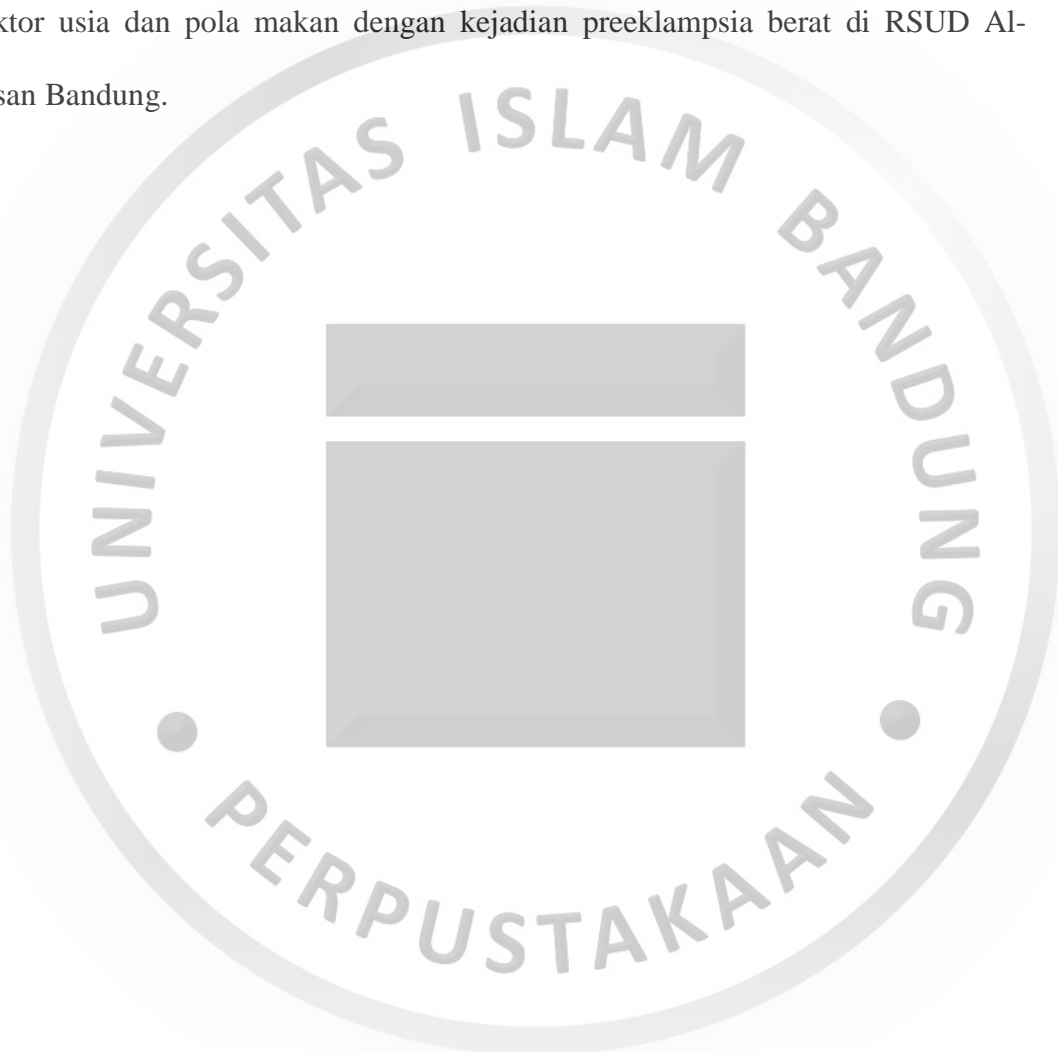 ktor usia dan pola makan dengan kejadian preeklampsia berat di RSUD Al-
san Bandung.
UNIVERSITAS ISLAM BANDUNG
PERPUSTAKAAN